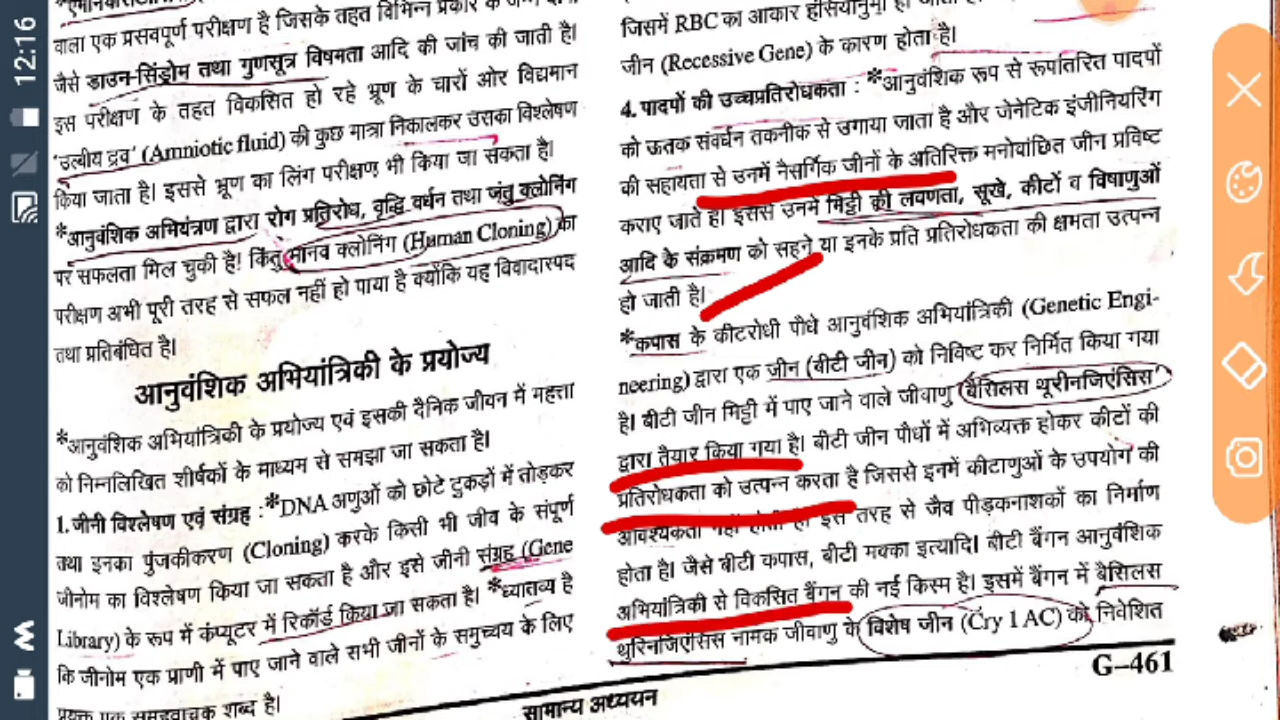 12:16
वाला एक प्रसवपूर्ण परीक्षण है जिसके तहत विभिन्न प्रकार के
जैसे डाउन-सिंड्रोम तथा गुणसूत्र विषमता आदि की जांच की जाती है।
इस परीक्षण के तहत विकसित हो रहे भ्रूण के चारों ओर विद्यमान
'उल्वीय द्रव' (Amniotic fluid) की कुछ मात्रा निकालकर उसका विश्लेषण
किया जाता है। इससे भ्रूण का लिंग परीक्षण भी किया जा सकता है।
*आनुवंशिक अभियंत्रण द्वारा रोग प्रतिरोध, वृद्धि वर्धन तथा जंतु क्लोनिंग
पर सफलता मिल चुकी है! किंतु मानव क्लोनिंग (Human Cloning) का
परीक्षण अभी पूरी तरह से सफल नहीं हो पाया है क्योंकि यह विवादास्पद
तथा प्रतिबंधित है।
आनुवंशिक अभियांत्रिकी के प्रयोज्य
*आनुवंशिक अभियांत्रिकी के प्रयोज्य एवं इसकी दैनिक जीवन में महत्ता
को निम्नलिखित शीर्षकों के माध्यम से समझा जा सकता है।
1. जीनी विश्लेषण एवं संग्रह : *DNA अणुओं को छोटे टुकड़ों में तोड़कर
तथा इनका पुंजकीकरण (Cloning) करके किसी भी जीव के संपूर्ण
जीनोम का विश्लेषण किया जा सकता है और इसे जीनी संग्रह (Gene
Library) के रूप में कंप्यूटर में रिकॉर्ड किया जा सकता है। *ध्यातव्य है
कि जीनोम एक प्राणी में पाए जाने वाले सभी जीनों के समुच्चय के लिए
प्रयुक्त एक समूहवाचक शब्द है।
जिसमें RBC का आकार हंसियानुमा हो जाता
जीन (Recessive Gene) के कारण होता है।
4. पादपों की उच्चप्रतिरोधकता : *आनुवंशिक रूप से रूपांतरित पादपों
को ऊतक संवर्धन तकनीक से उगाया जाता है और जेनेटिक इंजीनियरिंग
की सहायता से उनमें नैसर्गिक जीनों के अतिरिक्त मनोवांछित जीन प्रविष्ट
कराए जाते हैं। इससे उनमें मिट्टी की लवणता, सूखे, कीटों व विषाणुओं
आदि के संक्रमण को सहने या इनके प्रति प्रतिरोधकता की क्षमता उत्पन्न
हो जाती है।
*कपास के कीटरोधी पौधे आनुवंशिक अभियांत्रिकी (Genetic Engi-
neering) द्वारा एक जीन (बीटी जीन) को निविष्ट कर निर्मित किया गया
है। बीटी जीन मिट्टी में पाए जाने वाले जीवाणु 'बैसिलस थूरीनजिएंसिस'
द्वारा तैयार किया गया है। बीटी जीन पौधों में अभिव्यक्त होकर कीटों की
प्रतिरोधकता को उत्पन्न करता है जिससे इनमें कीटाणुओं के उपयोग की
आवश्यकता नहीं होती है। इस तरह से जैव पीड़कनाशकों का निर्माण
होता है। जैसे बीटी कपास, बीटी मक्का इत्यादि। बीटी बैंगन आनुवंशिक
अभियांत्रिकी से विकसित बैंगन की नई किस्म है। इसमें बैंगन में बैसिलस
थुरिनजिएंसिस नामक जीवाणु के विशेष जीन (Cry 1 AC) को निवेशित
G–461
सामान्य अध्ययन